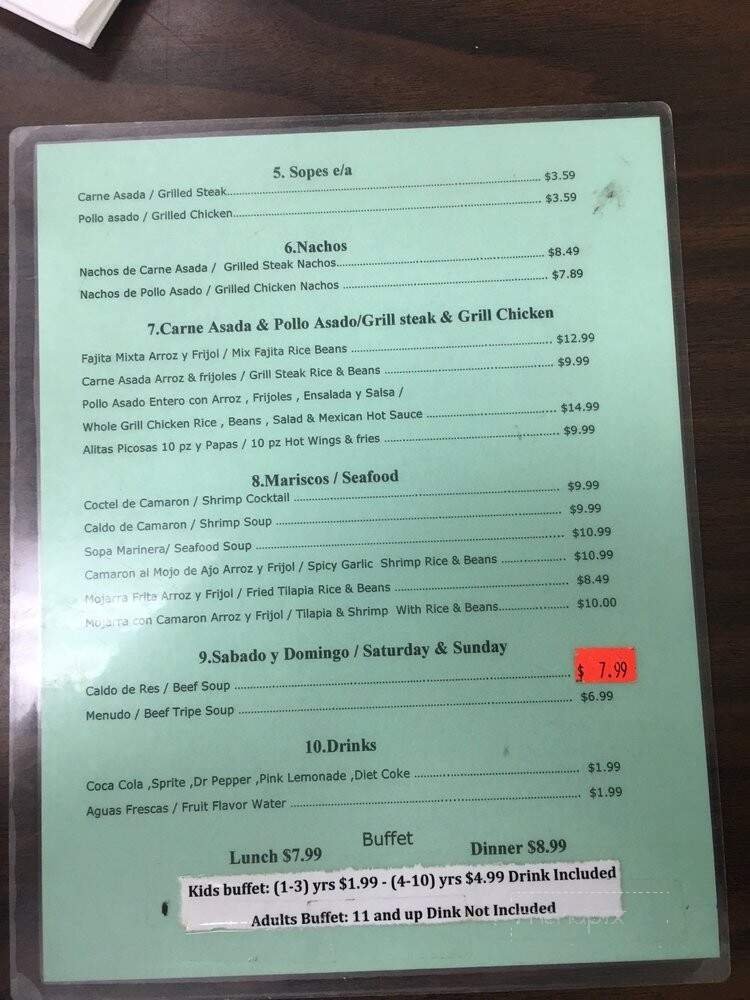 5. Sopes e/a
Carne Asada / Grilled Steak........ $3.59
Pollo asado / Grilled Chicken........ $3.59
6.Nachos
Nachos de Carne Asada / Grilled Steak Nachos........ $8.49
Nachos de Pollo Asado / Grilled Chicken Nachos ........ $7.89
7.Carne Asada & Pollo Asado/Grill steak & Grill Chicken
Fajita Mixta Arroz y Frijol / Mix Fajita Rice Beans ........ $12.99
Carne Asada Arroz & frijoles / Grill Steak Rice & Beans ........ $9.99
Pollo Asado Entero con Arroz , Frijoles , Ensalada y Salsa /
Whole Grill Chicken Rice , Beans , Salad & Mexican Hot Sauce ........ $14.99
Alitas Picosas 10 pz y Papas / 10 pz Hot Wings & fries ........ $9.99
8.Mariscos / Seafood
Coctel de Camaron / Shrimp Cocktail ........ $9.99
Caldo de Camaron / Shrimp Soup ........ $9.99
Sopa Marinera/ Seafood Soup ........ $10.99
Camaron al Mojo de Ajo Arroz y Frijol / Spicy Garlic Shrimp Rice & Beans ........ $10.99
Mojarra Frita Arroz y Frijol / Fried Tilapia Rice & Beans ........ $8.49
Mojarra con Camaron Arroz y Frijol / Tilapia & Shrimp With Rice & Beans........ $10.00
9.Sabado y Domingo / Saturday & Sunday
Caldo de Res / Beef Soup ........ $ 7.99
Menudo / Beef Tripe Soup ........ $6.99
10.Drinks
Coca Cola ,Sprite ,Dr Pepper ,Pink Lemonade ,Diet Coke ........ $1.99
Aguas Frescas / Fruit Flavor Water ........ $1.99
Buffet
Lunch $7.99 Dinner $8.99
Kids buffet: (1-3) yrs $1.99 - (4-10) yrs $4.99 Drink Included
Adults Buffet: 11 and up Dink Not Included